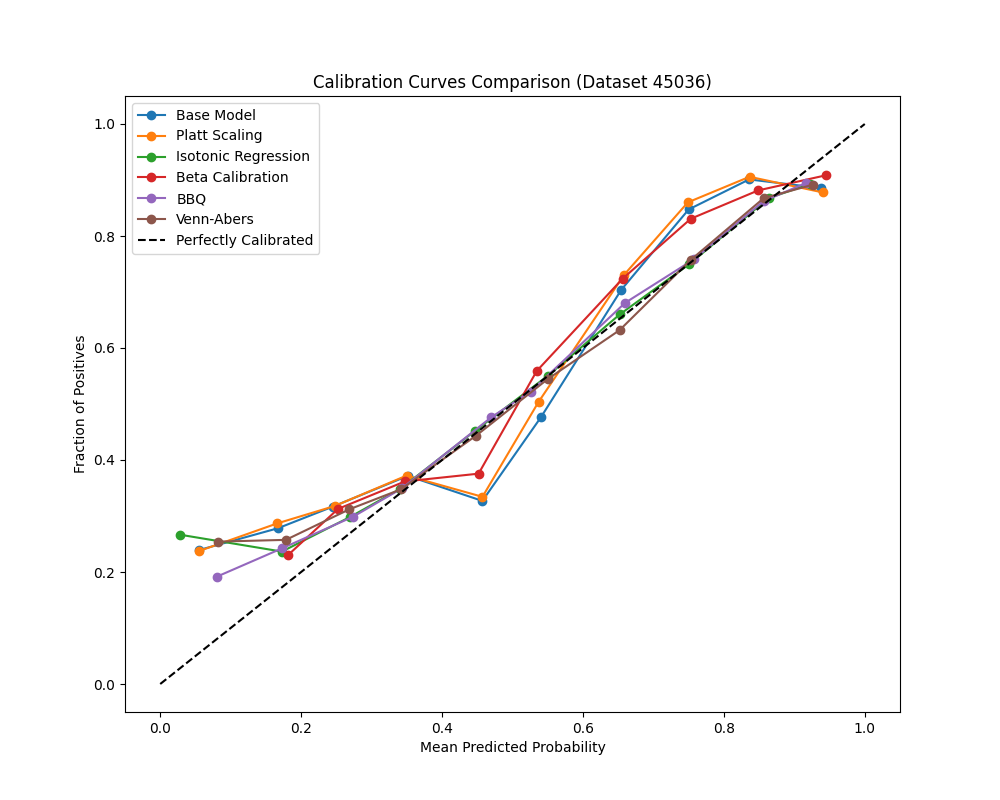 Calibration Curves Comparison (Dataset 45036)
Base Model
Platt Scaling
Isotonic Regression
Beta Calibration
BBQ
Venn-Abers
Perfectly Calibrated
1.0
0.8
0.6
0.4
0.2
0.0
Fraction of Positives
0.0 0.2 0.4 0.6 0.8 1.0
Mean Predicted Probability